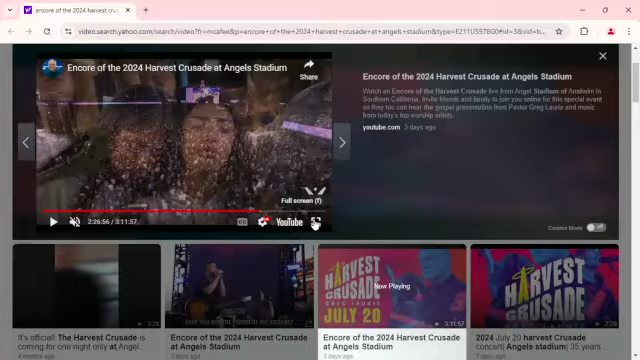 encore of the 2024 harvest cru
video.search.yahoo.com/search/video?fr=mcafee&p=encore+of+the+2024+harvest+crusade+at+angels+stadium&type=E211US978G0#id=3&vid=b...
Encore of the 2024 Harvest Crusade at Angels Stadium
Share
Full screen (f)
2:26:56 / 3:11:57
CC
YouTube
Encore of the 2024 Harvest Crusade at Angels Stadium
Watch an Encore of the Harvest Crusade live from Angel Stadium of Anaheim in
Southern California. Invite friends and family to join you online for this special event
so they too can hear the gospel presentation from Pastor Greg Laurie and music
from today's top worship artists.
youtube.com 3 days ago
Cinema Mode off
3:28
It's official! The Harvest Crusade is
coming for one night only at Angel...
4 months ago
Encore of the 2024 Harvest Crusade
at Angels Stadium
3 days ago
HARVEST
CRUSADE
GREG LAURIE
JULY 20
Now Playing
3:11:57
Encore of the 2024 Harvest Crusade
at Angels Stadium
3 days ago
HARVEST
CRUSADE
7:29
2024 July 20 harvest Crusade
concert| Angels stadium| 35 years
7 days ago